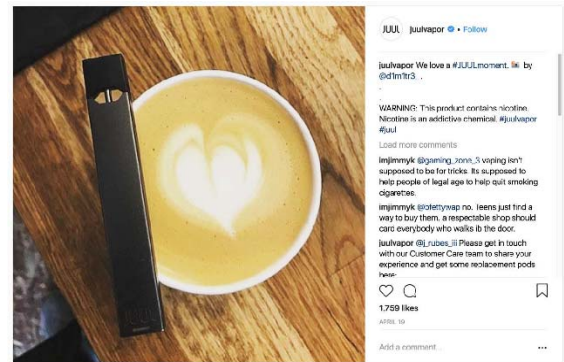 JUUL
juulvapor • Follow
juulvapor We love a #JUULmoment. by
@d1m1tr3. .
.
.
WARNING: This product contains nicotine.
Nicotine is an addictive chemical. #juulvapor
#juul
Load more comments
imjimmyk @gaming_zone_3 vaping isn't
supposed to be for tricks. Its supposed to
help people of legal age to help quit smoking
cigarettes.
imjimmyk @ofettywap no. Teens just find a
way to buy them. a respectable shop should
card everybody who walks ib the door.
juulvapor @j_rubes_iii Please get in touch
with our Customer Care team to share your
experience and get some replacement pods
here:
1,759 likes
APRIL 19
Add a comment...